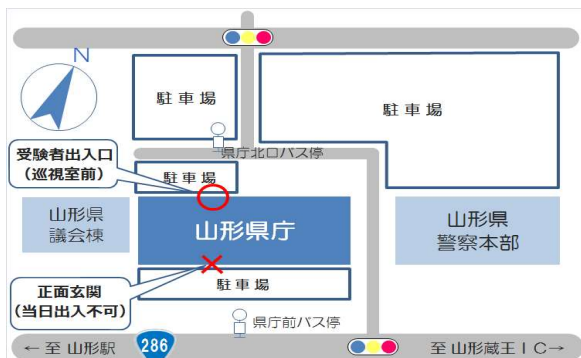 N
駐車場
駐車場
県庁北口バス停
受験者出入口
(巡視室前)
駐車場
山形県
議会棟
山形県庁
山形県
警察本部
正面玄関
(当日出入不可)
駐車場
県庁前バス停
← 至 山形駅
286
至 山形蔵王IC→